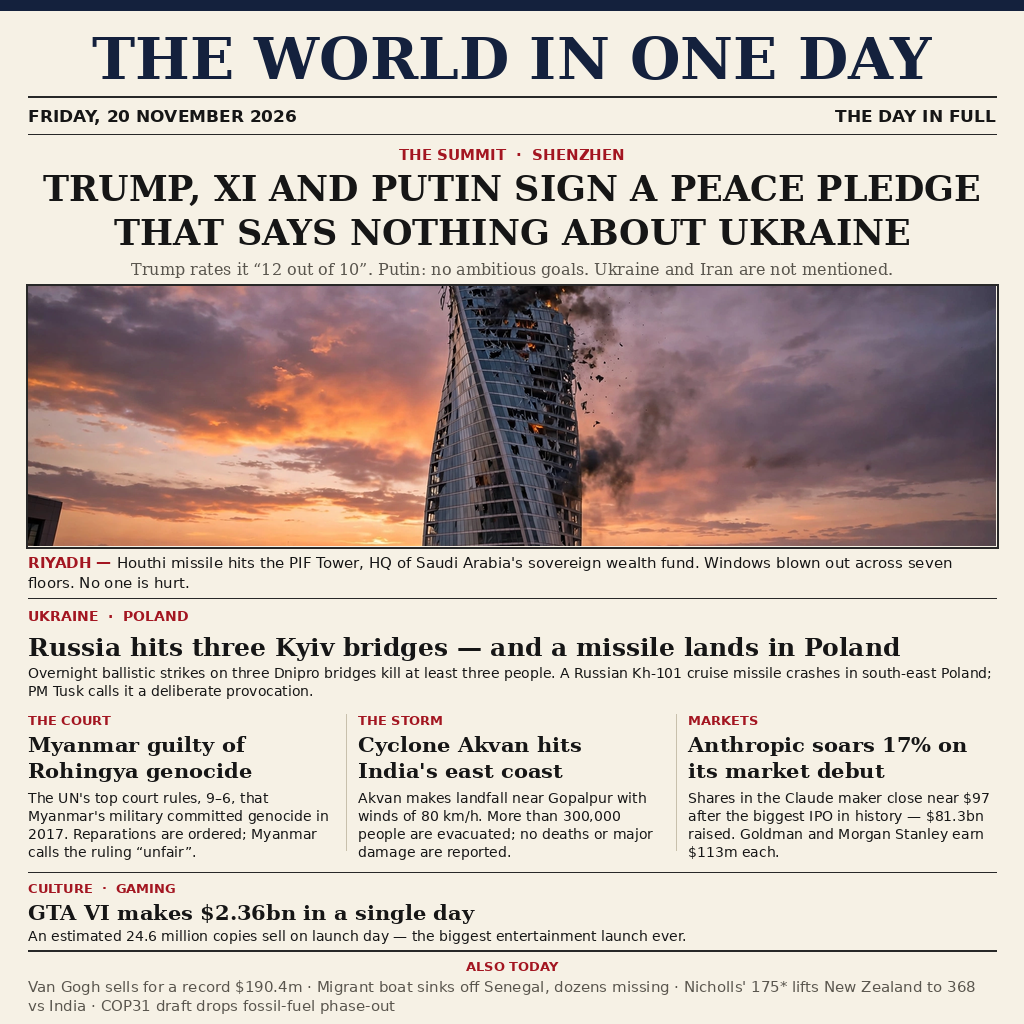 THE WORLD IN ONE DAY
FRIDAY, 20 NOVEMBER 2026
THE DAY IN FULL
THE SUMMIT · SHENZHEN
TRUMP, XI AND PUTIN SIGN A PEACE PLEDGE
THAT SAYS NOTHING ABOUT UKRAINE
Trump rates it “12 out of 10”. Putin: no ambitious goals. Ukraine and Iran are not mentioned.
RIYADH — Houthi missile hits the PIF Tower, HQ of Saudi Arabia's sovereign wealth fund. Windows blown out across seven
floors. No one is hurt.
UKRAINE · POLAND
Russia hits three Kyiv bridges — and a missile lands in Poland
Overnight ballistic strikes on three Dnipro bridges kill at least three people. A Russian Kh-101 cruise missile crashes in south-east Poland;
PM Tusk calls it a deliberate provocation.
THE COURT
Myanmar guilty of
Rohingya genocide
The UN's top court rules, 9–6, that
Myanmar's military committed genocide in
2017. Reparations are ordered; Myanmar
calls the ruling “unfair”.
THE STORM
Cyclone Akvan hits
India's east coast
Akvan makes landfall near Gopalpur with
winds of 80 km/h. More than 300,000
people are evacuated; no deaths or major
damage are reported.
MARKETS
Anthropic soars 17% on
its market debut
Shares in the Claude maker close near $97
after the biggest IPO in history — $81.3bn
raised. Goldman and Morgan Stanley earn
$113m each.
CULTURE · GAMING
GTA VI makes $2.36bn in a single day
An estimated 24.6 million copies sell on launch day — the biggest entertainment launch ever.
ALSO TODAY
Van Gogh sells for a record $190.4m · Migrant boat sinks off Senegal, dozens missing · Nicholls' 175* lifts New Zealand to 368
vs India · COP31 draft drops fossil-fuel phase-out